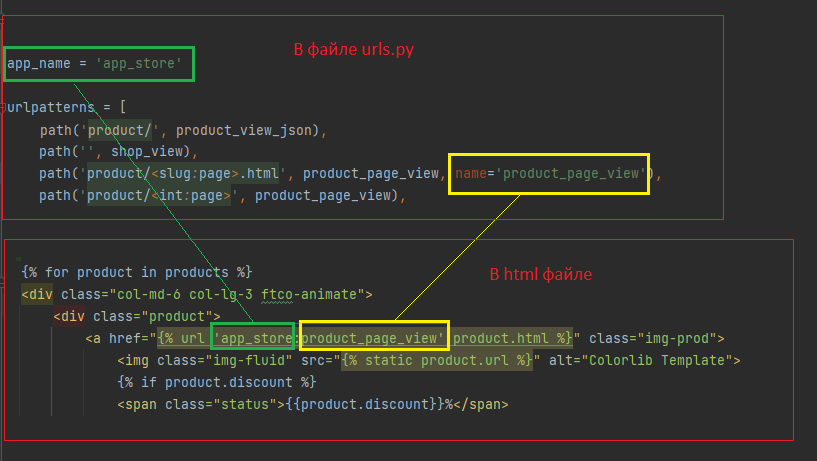 В файле urls.py
app_name = 'app_store'
urlpatterns = [
path('product/', product_view_json),
path('', shop_view),
path('product/<slug:page>.html', product_page_view, name='product_page_view'),
path('product/<int:page>', product_page_view),
В html файле
{% for product in products %}
<div class="col-md-6 col-lg-3 ftco-animate">
<div class="product">
<a href="{% url 'app_store:product_page_view' product.html %}" class="img-prod">
<img class="img-fluid" src="{% static product.url %}" alt="Colorlib Template">
{% if product.discount %}
<span class="status">{{product.discount}}%</span>